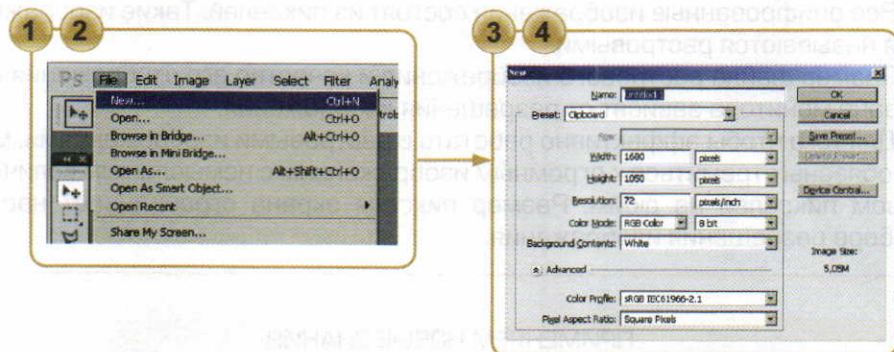 1 2
3 4
Ps File Edit Image Layer Select Filter Analy
New... Ctrl+N
Open... Ctrl+O
Browse in Bridge... Alt+Ctrl+O
Browse in Mini Bridge...
Open As... Alt+Shift+Ctrl+O
Open As Smart Object...
Open Recent
Share My Screen...
New
Name: Untitled-1 OK
Preset: Clipboard Cancel
Save Preset...
Width: 1680 pixels
Height: 1050 pixels
Resolution: 72 pixels/inch
Device Central...
Color Mode: RGB Color 8 bit
Background Contents: White
Image Size:
5,05M
Advanced
Color Profile: sRGB IEC61966-2.1
Pixel Aspect Ratio: Square Pixels